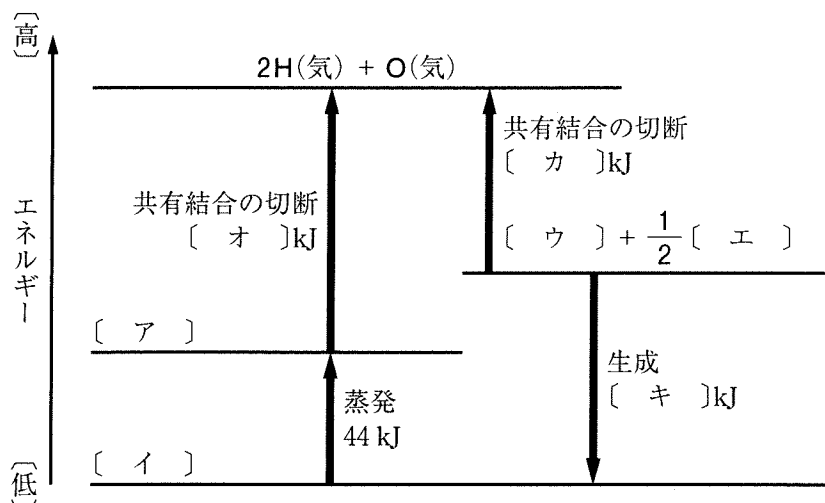 〔高〕
2H(気) + O(気)
共有結合の切断
〔 カ 〕kJ
共有結合の切断
〔 オ 〕kJ
エネルギー
〔 ウ 〕+ 1/2〔 エ 〕
〔 ア 〕
生成
〔 キ 〕kJ
蒸発
44 kJ
〔 イ 〕
〔低〕